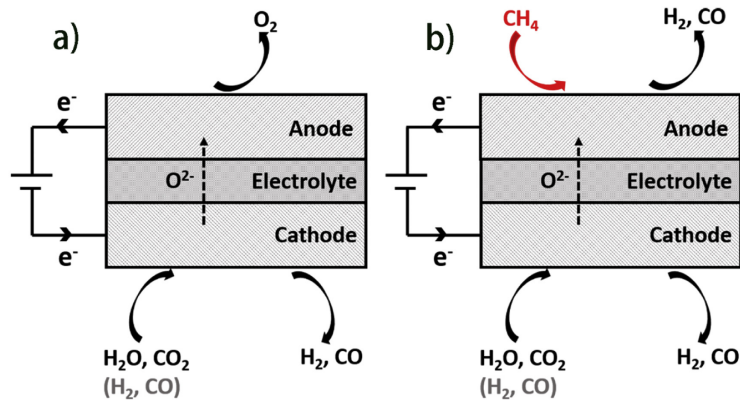 a)
O₂
e⁻
Anode
O²⁻
Electrolyte
Cathode
e⁻
H₂O, CO₂
(H₂, CO)
H₂, CO
b)
CH₄
H₂, CO
e⁻
Anode
O²⁻
Electrolyte
Cathode
e⁻
H₂O, CO₂
(H₂, CO)
H₂, CO